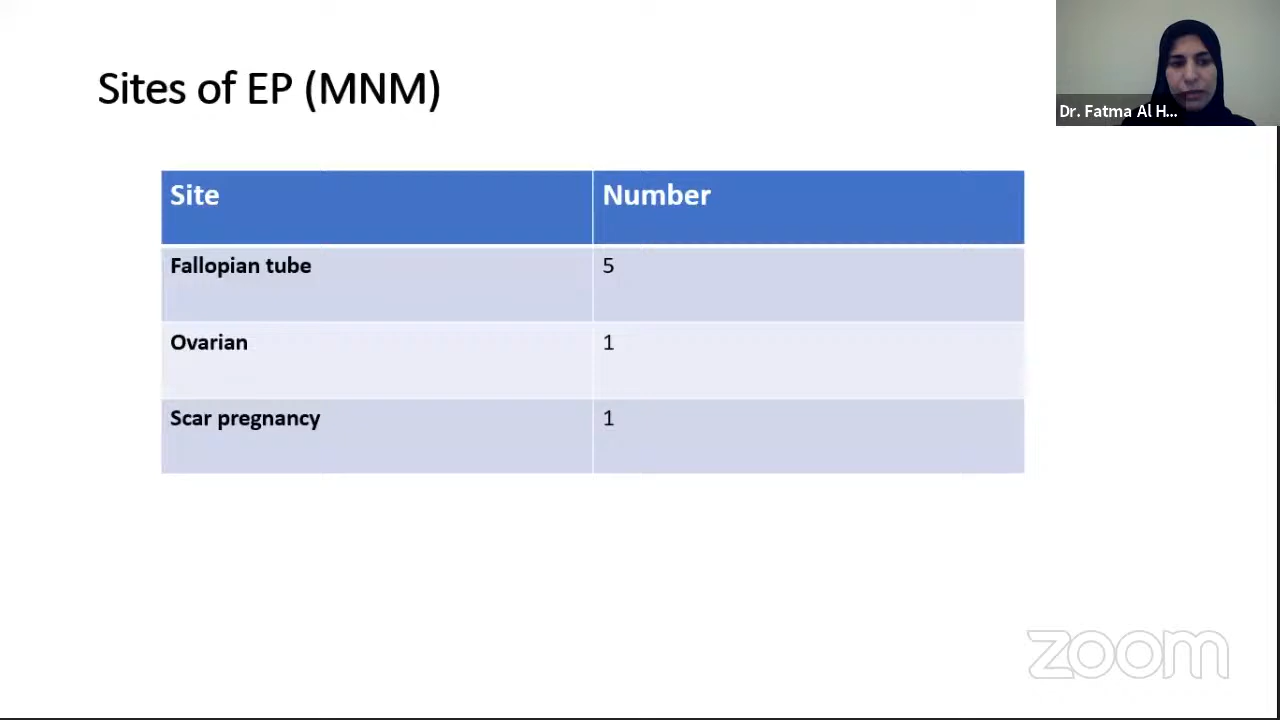 Sites of EP (MNM)
Dr. Fatma Al H...
Site Number
Fallopian tube 5
Ovarian 1
Scar pregnancy 1
zoom